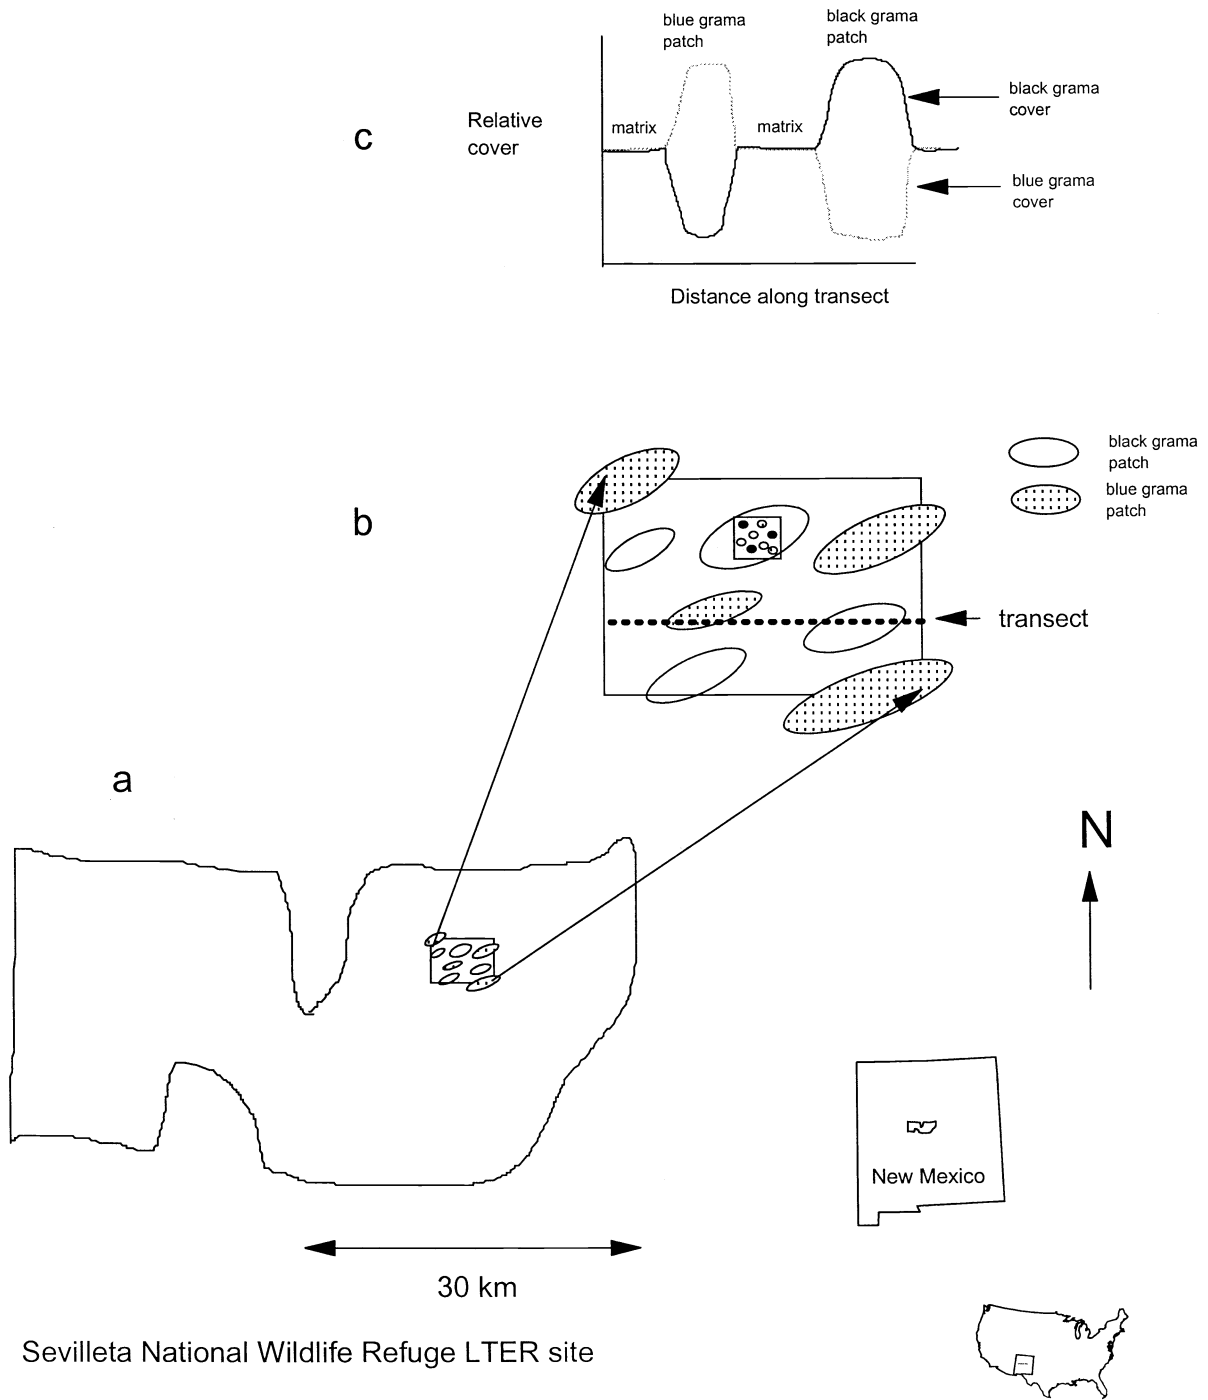 blue grama
patch
black grama
patch
black grama
cover
c
Relative
cover
matrix
matrix
blue grama
cover
Distance along transect
black grama
patch
blue grama
patch
b
transect
a
N
New Mexico
30 km
Sevilleta National Wildlife Refuge LTER site